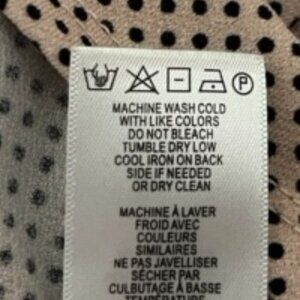 P
MACHINE WASH COLD
WITH LIKE COLORS
DO NOT BLEACH
TUMBLE DRY LOW
COOL IRON ON BACK
SIDE IF NEEDED
OR DRY CLEAN
MACHINE À LAVER
FROID AVEC
COULEURS
SIMILAIRES
NE PAS JAVELLISER
SÉCHER PAR
CULBUTAGE À BASSE
TEMPÉRATURE